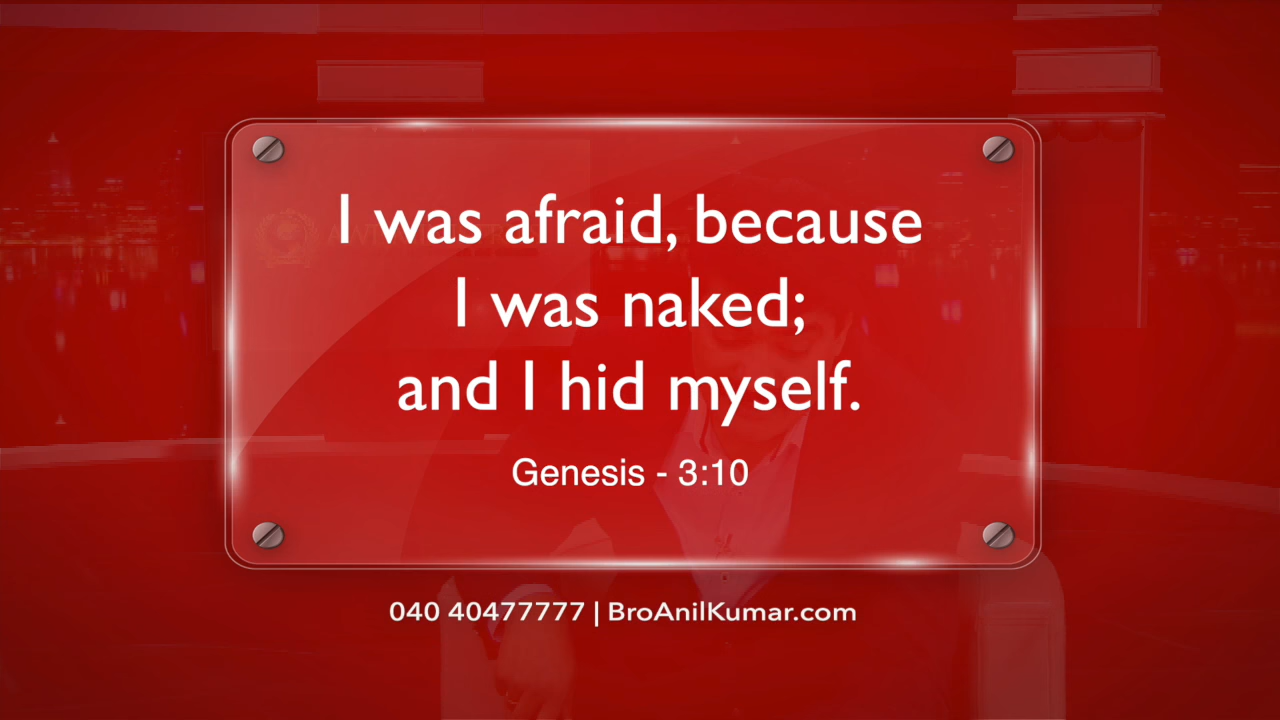 I was afraid, because
I was naked;
and I hid myself.
Genesis - 3:10
040 40477777 | BroAnilKumar.com